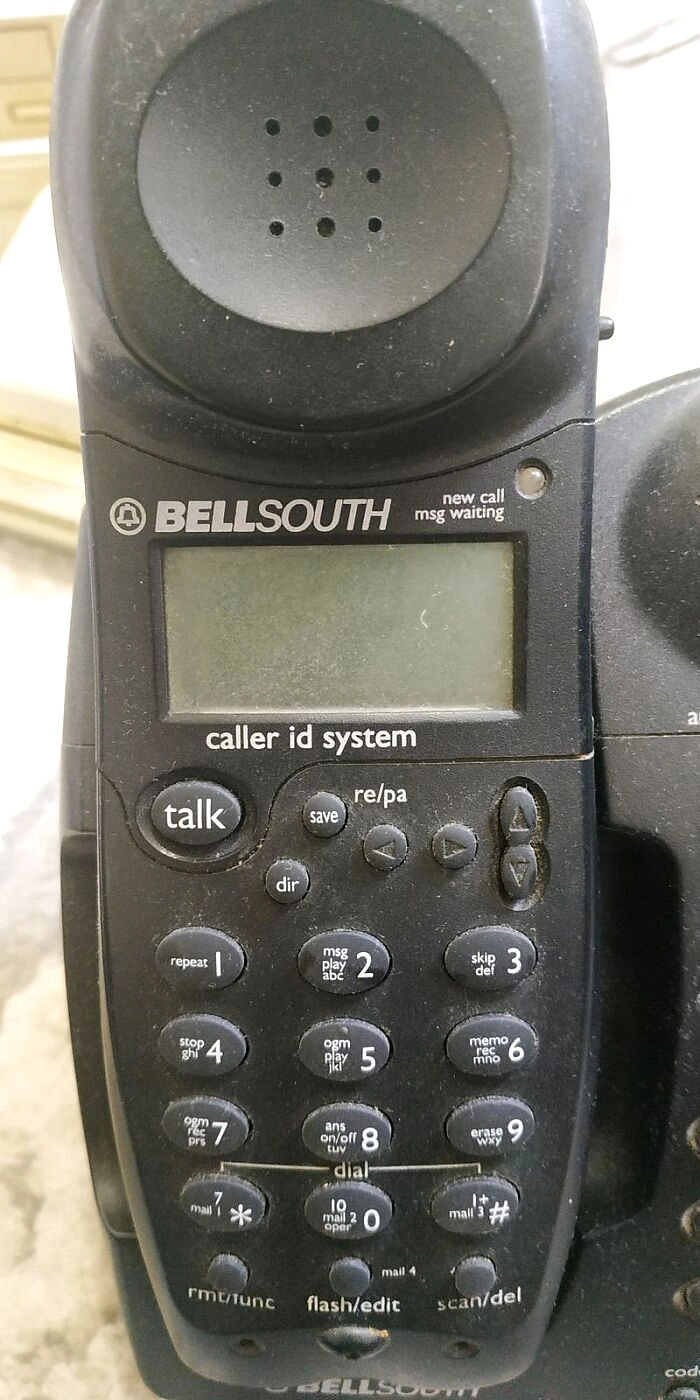 BELLSOUTH
new call
msg waiting
caller id system
talk
save
re/pa
dir
repeat 1
msg
play
abc 2
skip
def 3
stop
ghi 4
ogm
play
jkl 5
memo
rec
mno 6
ogm
rec
prs 7
ans
on/off
tuv 8
erase
wxy 9
dial
7
mail 1 *
10
mail 2
oper 0
1+
mail 3 #
mail 4
rmt/func
flash/edit
scan/del
BELLSOUTH